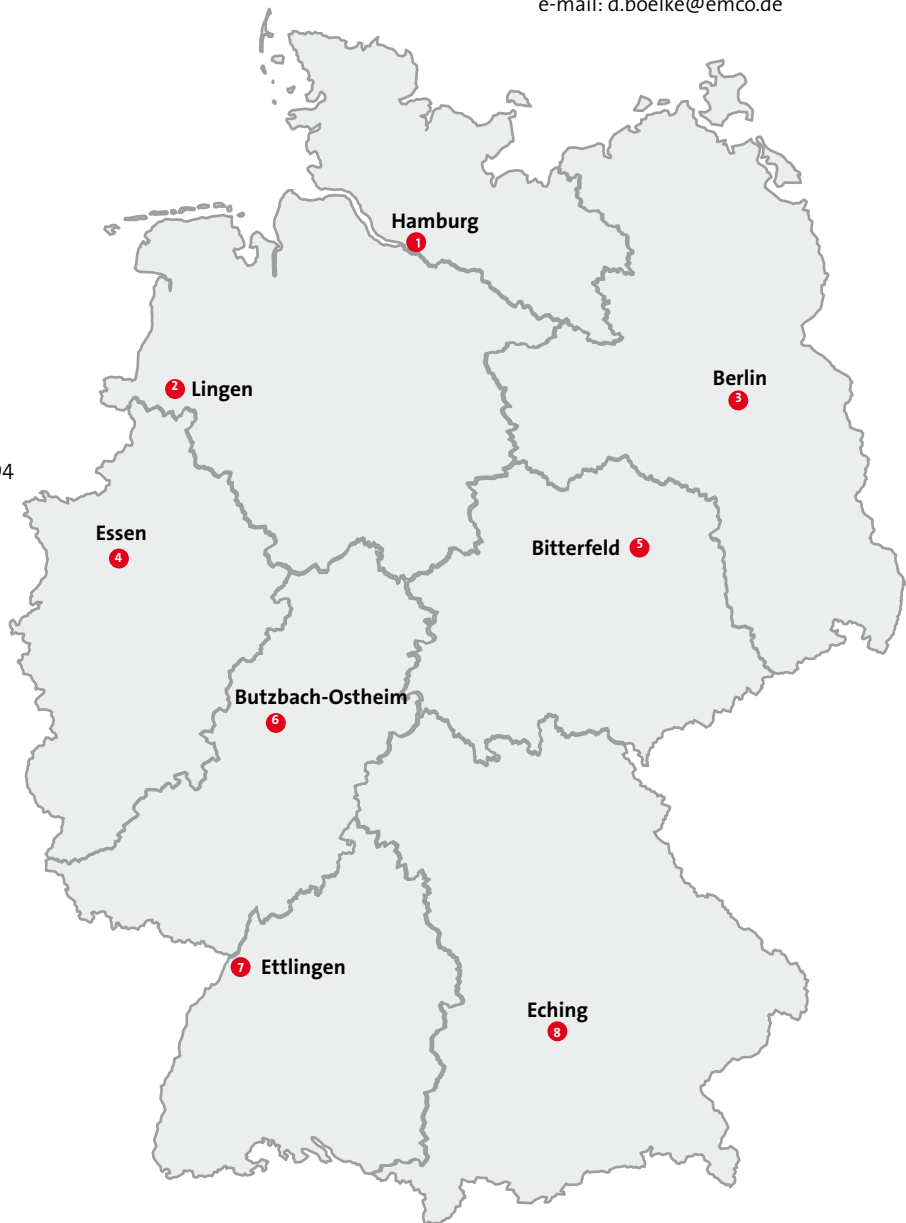 e-mail: d.boelke@emco.de
Hamburg
1
2 Lingen
Berlin
3
94
Essen
4
Bitterfeld 5
Butzbach-Ostheim
6
7 Ettlingen
Eching
8